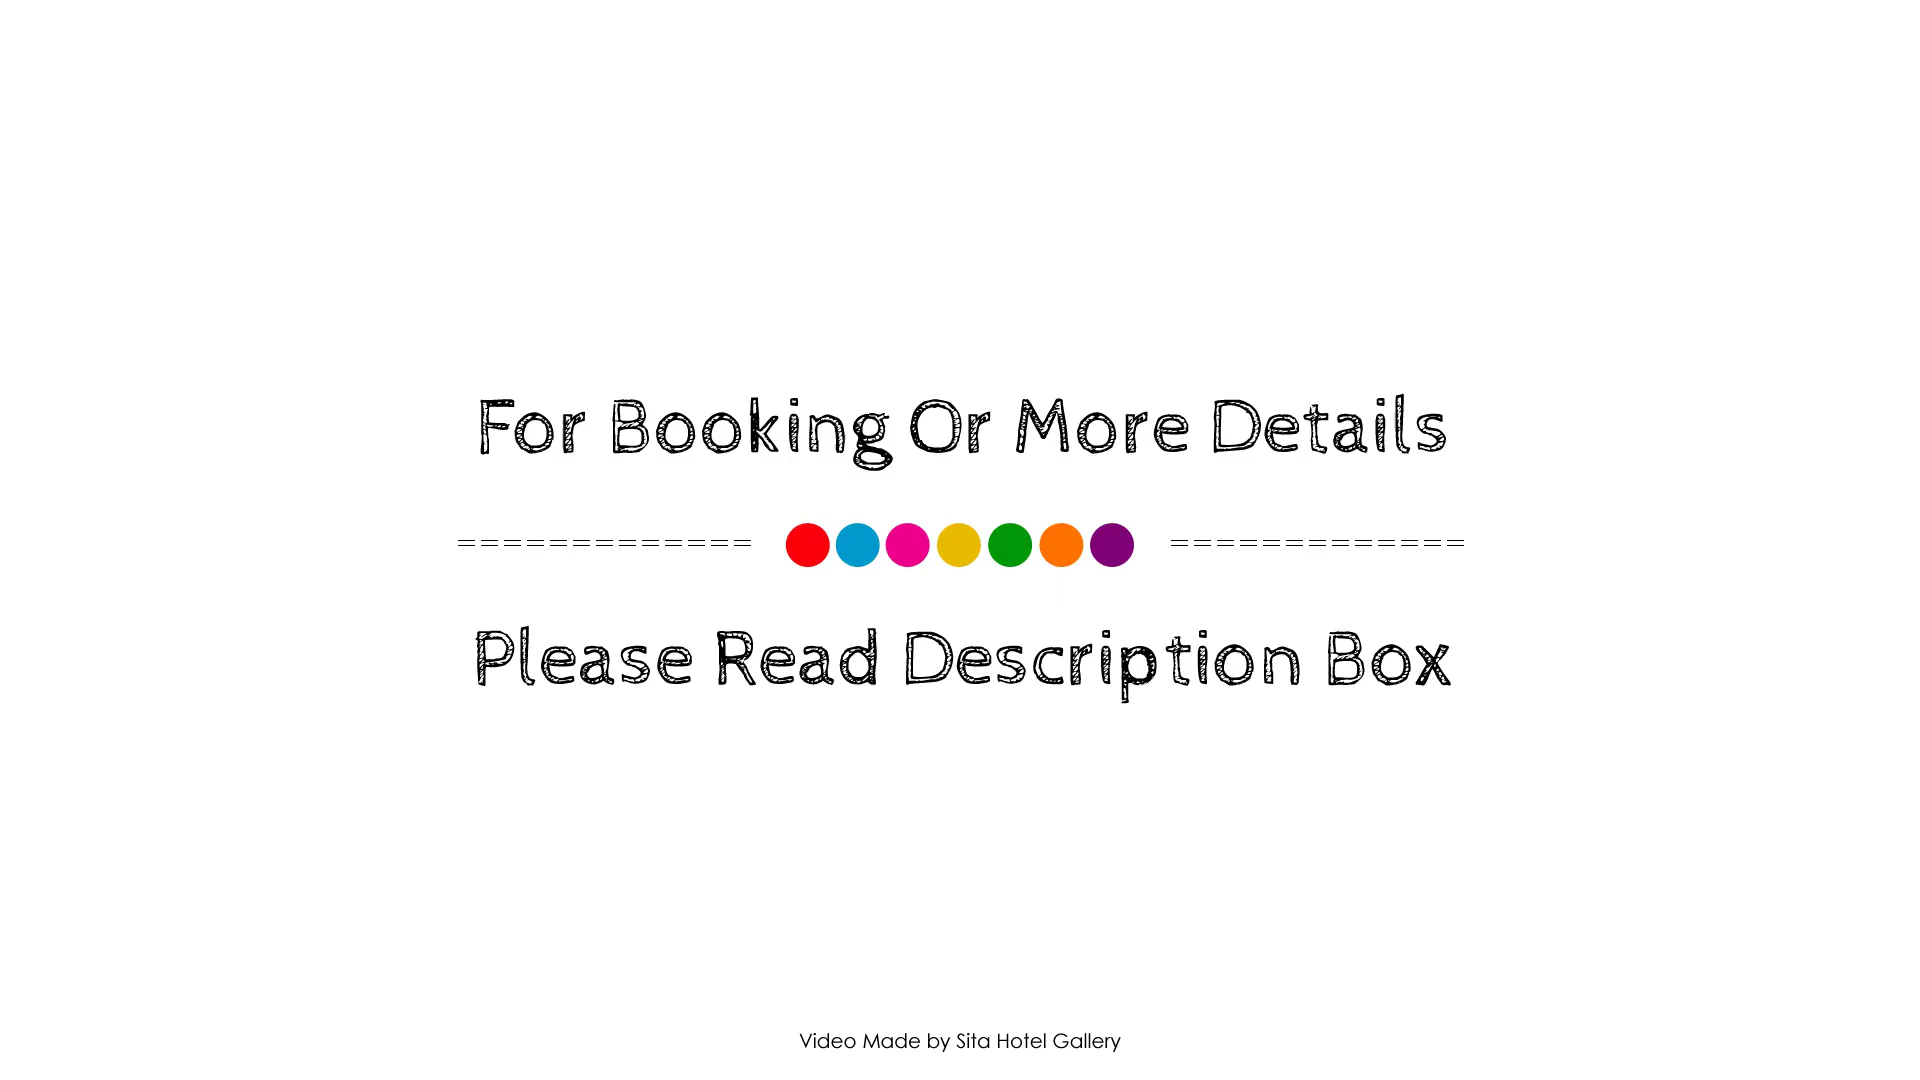 For Booking Or More Details
============= =============
Please Read Description Box
Video Made by Sita Hotel Gallery